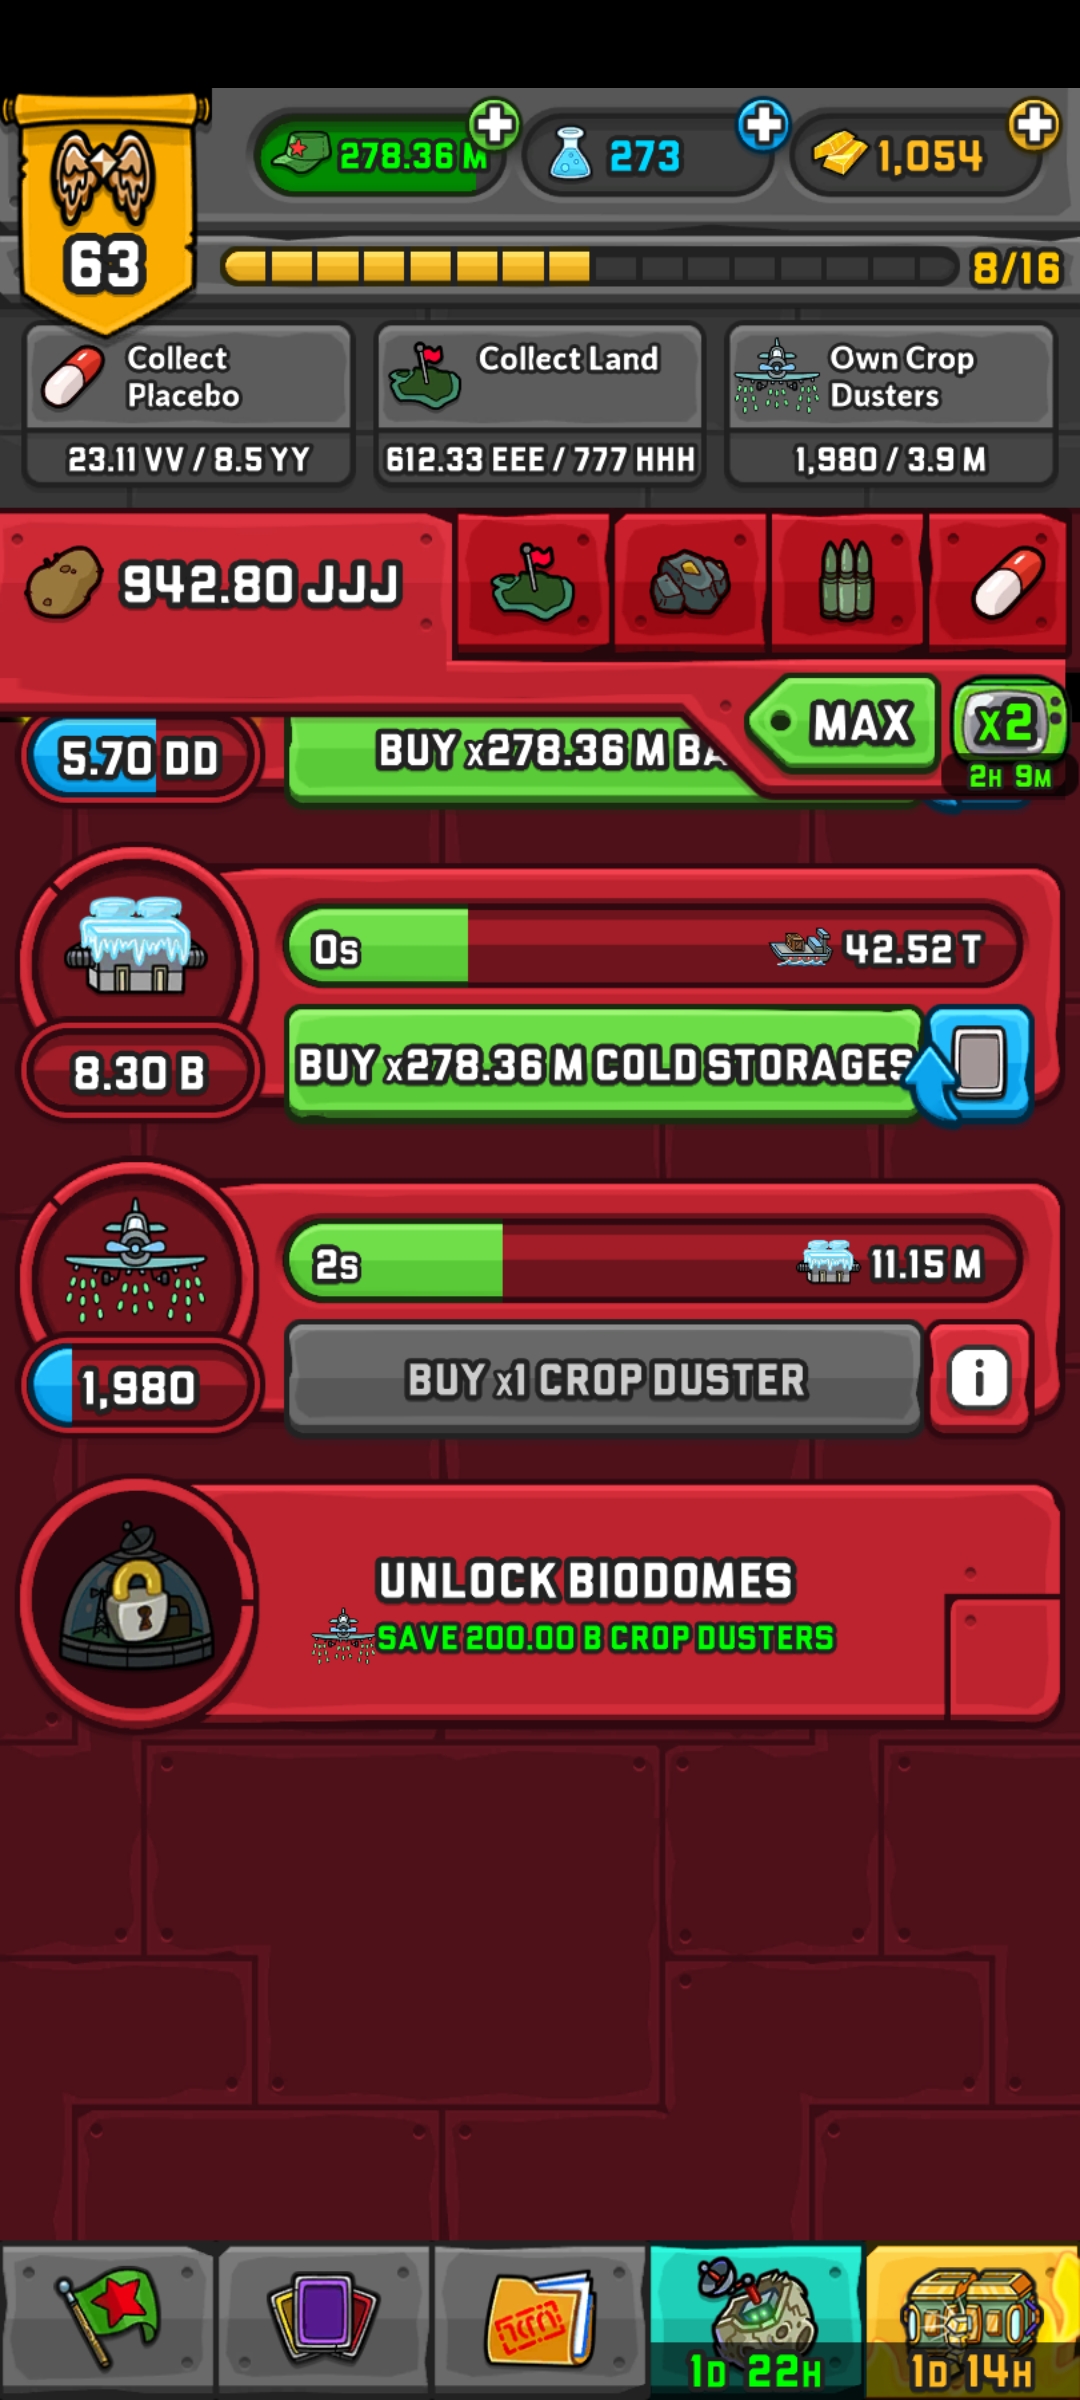 278.36 M
273
1,054
63
8/16
Collect
Placebo
23.11 VV / 8.5 YY
Collect Land
612.33 EEE / 777 HHH
Own Crop
Dusters
1,980 / 3.9 M
942.80 JJJ
MAX
x2
2H 9M
5.70 DD
BUY x278.36 M BA
0s
42.52 T
8.30 B
BUY x278.36 M COLD STORAGES
2s
11.15 M
1,980
BUY x1 CROP DUSTER
i
UNLOCK BIODOMES
SAVE 200.00 B CROP DUSTERS
1D 22H
1D 14H